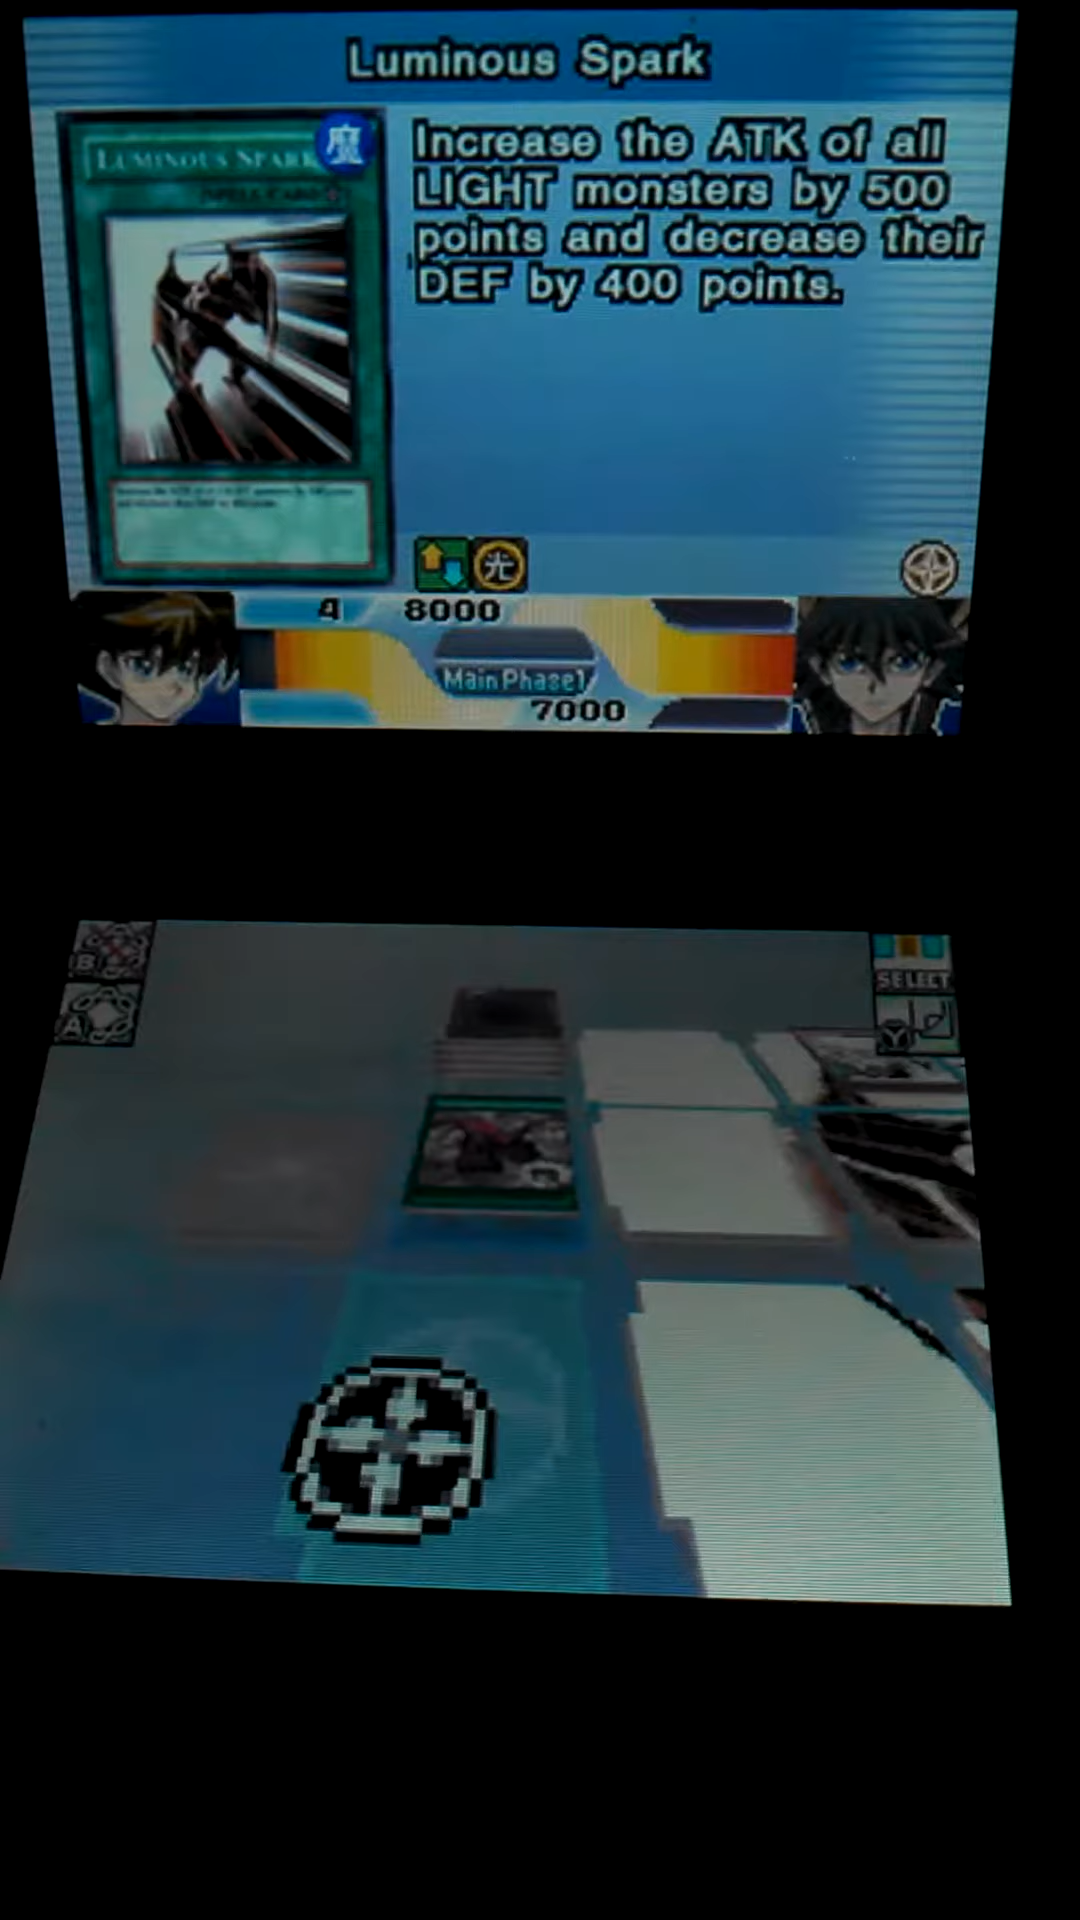 Luminous Spark
LUMINOUS SPARK
魔
Increase the ATK of all
LIGHT monsters by 500
points and decrease their
DEF by 400 points.
光
4 8000
Main Phase1
7000
B
SELECT
A
Y